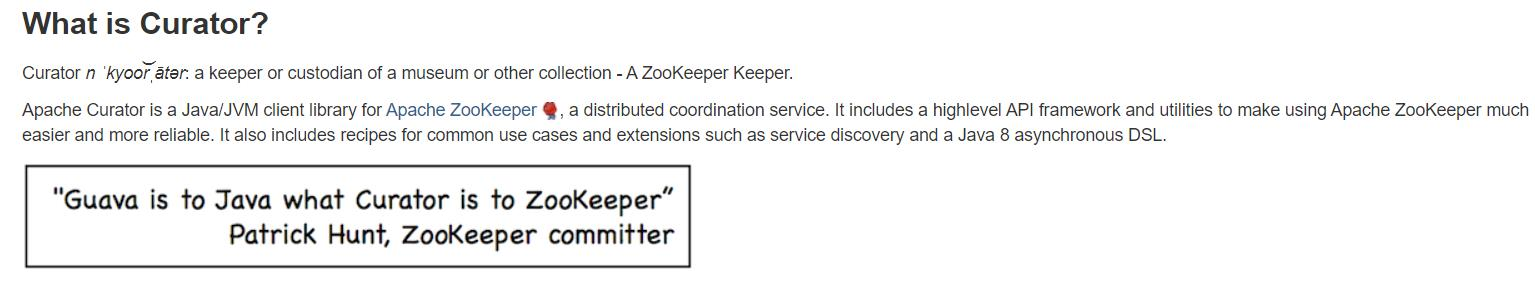 What is Curator?
Curator n ˈkyoor͝ˌātər: a keeper or custodian of a museum or other collection - A ZooKeeper Keeper.
Apache Curator is a Java/JVM client library for Apache ZooKeeper, a distributed coordination service. It includes a highlevel API framework and utilities to make using Apache ZooKeeper much
easier and more reliable. It also includes recipes for common use cases and extensions such as service discovery and a Java 8 asynchronous DSL.
"Guava is to Java what Curator is to ZooKeeper”
Patrick Hunt, ZooKeeper committer